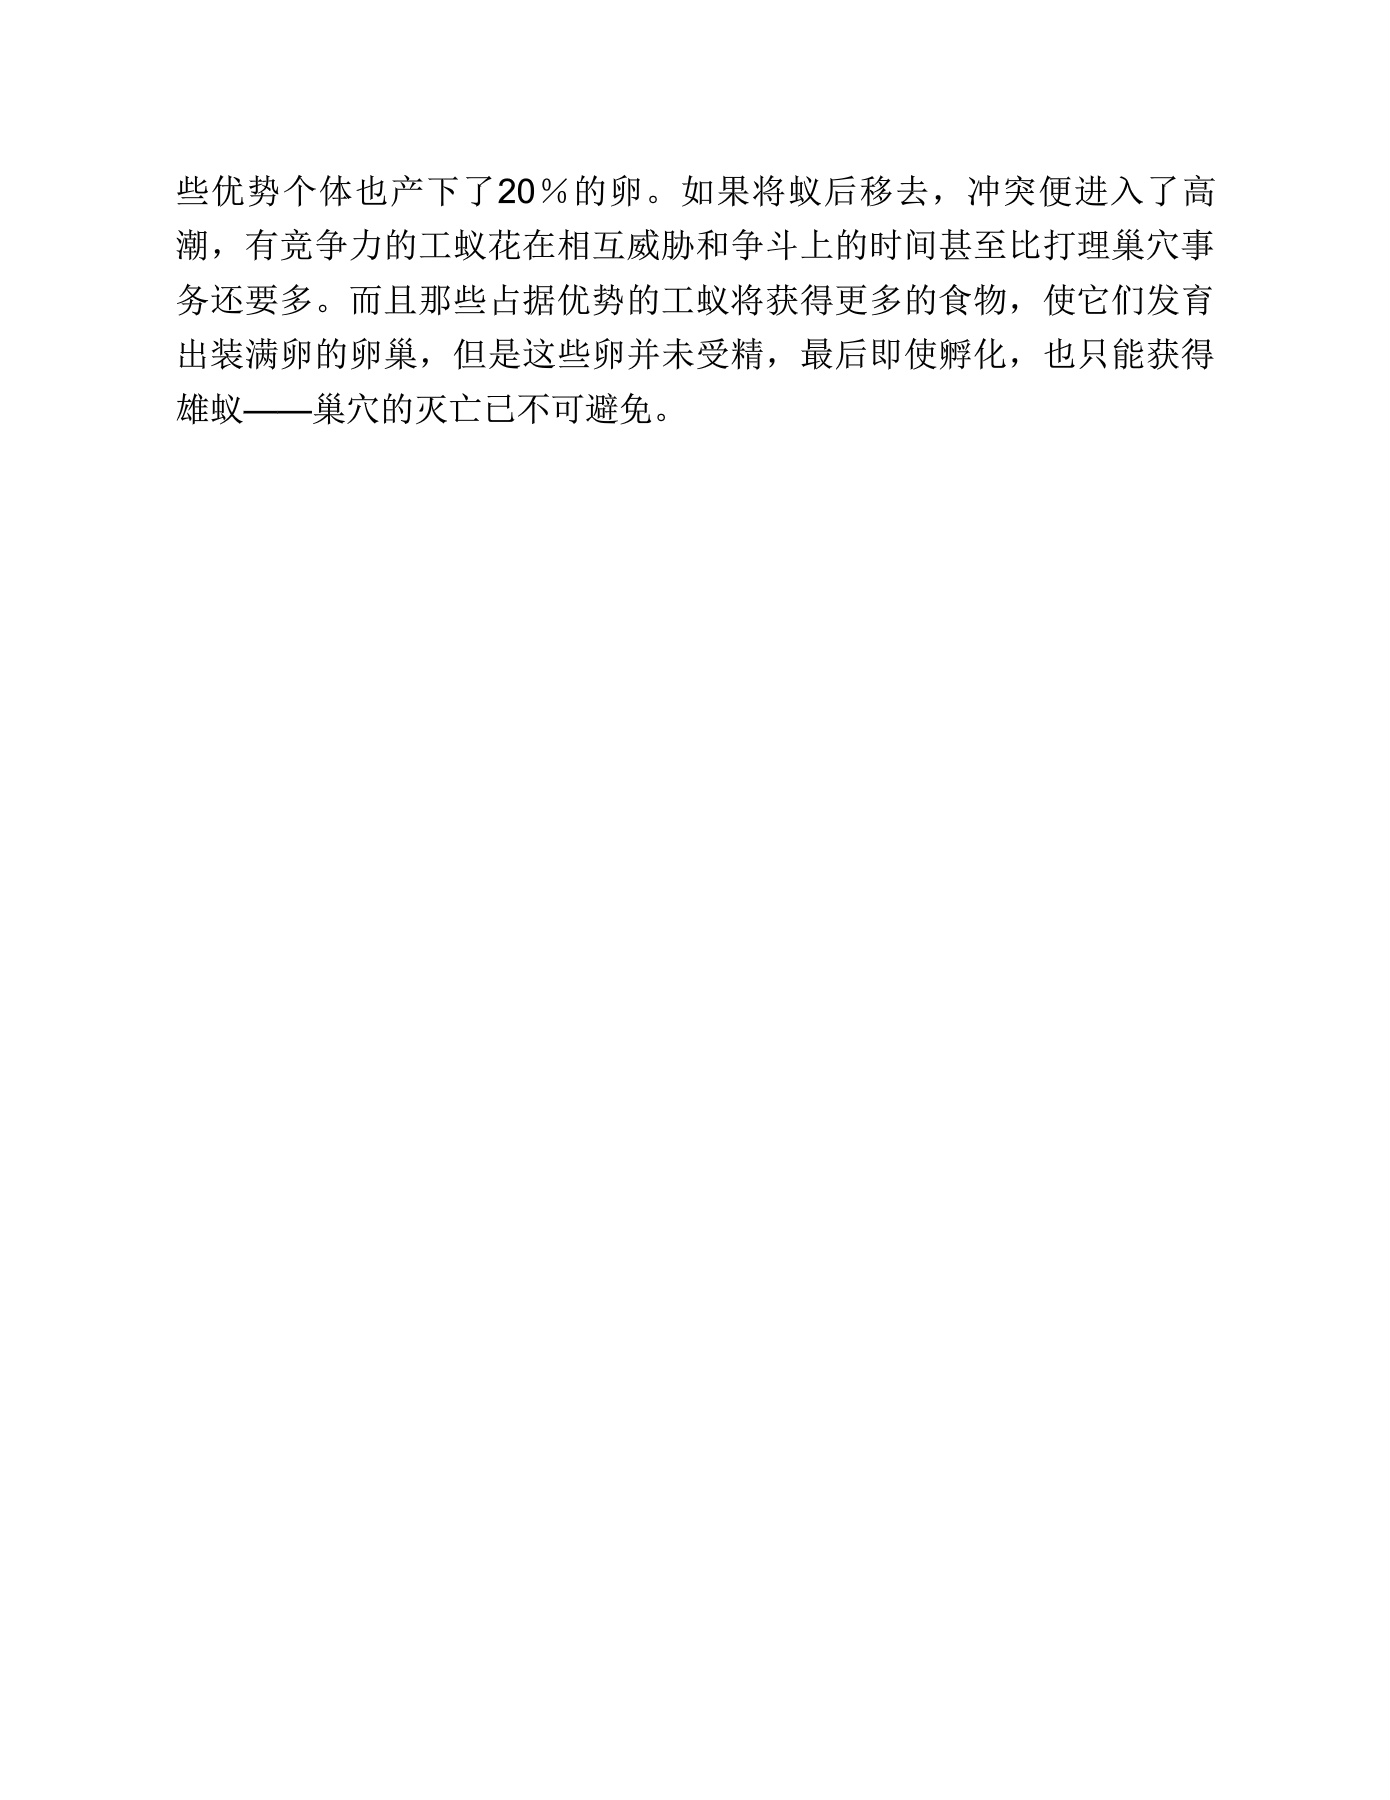 些优势个体也产下了20％的卵。如果将蚁后移去，冲突便进入了高
潮，有竞争力的工蚁花在相互威胁和争斗上的时间甚至比打理巢穴事
务还要多。而且那些占据优势的工蚁将获得更多的食物，使它们发育
出装满卵的卵巢，但是这些卵并未受精，最后即使孵化，也只能获得
雄蚁——巢穴的灭亡已不可避免。